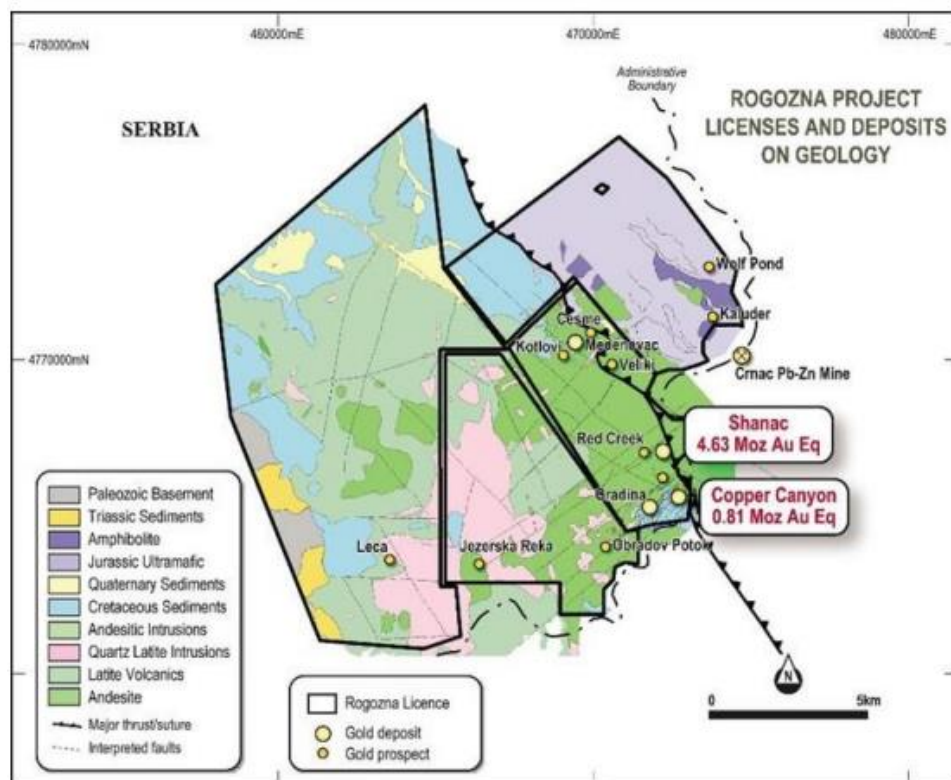 460000mE
470000mE
480000mE
4780000mN
4770000mN
Administrative
Boundary
SERBIA
ROGOZNA PROJECT
LICENSES AND DEPOSITS
ON GEOLOGY
Wolf Pond
Kaluder
Cesme
Kotlovi
Medenovac
Veliki
Crnac Pb-Zn Mine
Red Creek
Shanac
4.63 Moz Au Eq
Gradina
Copper Canyon
0.81 Moz Au Eq
Leca
Jezerska Reka
Obradov Potok
Paleozoic Basement
Triassic Sediments
Amphibolite
Jurassic Ultramafic
Quaternary Sediments
Cretaceous Sediments
Andesitic Intrusions
Quartz Latite Intrusions
Latite Volcanics
Andesite
Major thrust/suture
Interpreted faults
Rogozna Licence
Gold deposit
Gold prospect
N
0 5km